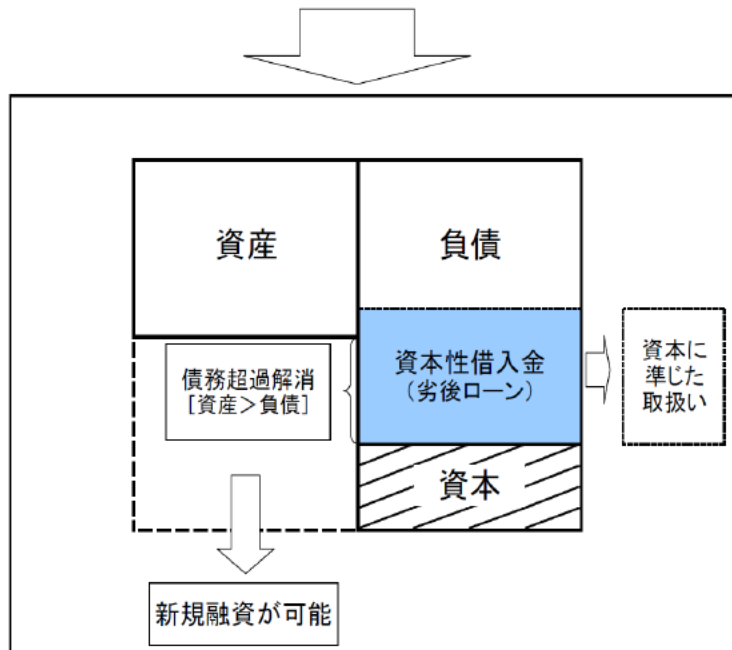 資産
負債
債務超過解消
[資産>負債]
資本性借入金
(劣後ローン)
資本に
準じた
取扱い
資本
新規融資が可能